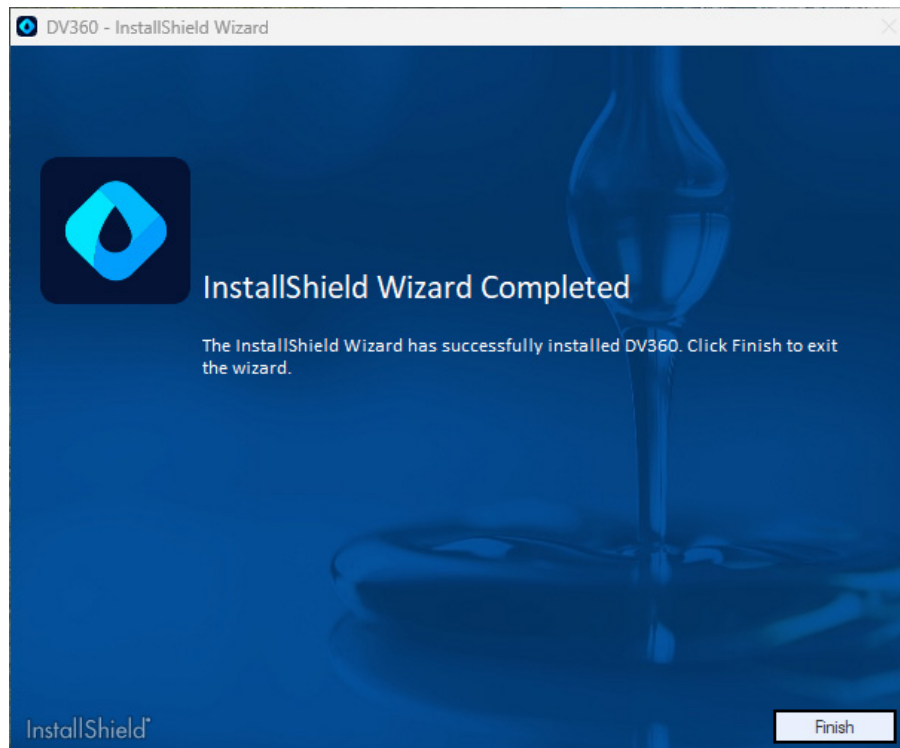 DV360 - InstallShield Wizard
InstallShield Wizard Completed
The InstallShield Wizard has successfully installed DV360. Click Finish to exit
the wizard.
InstallShield®
Finish